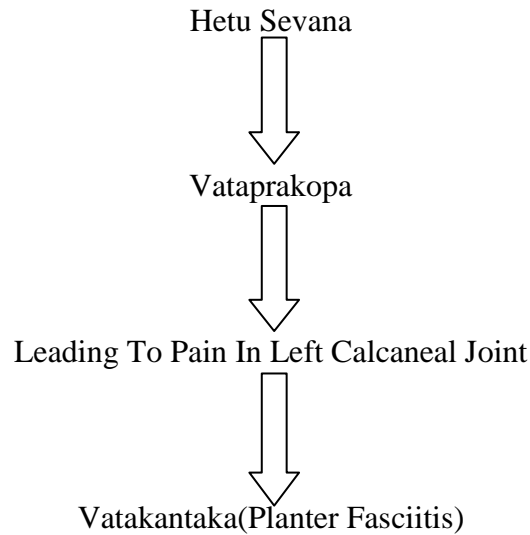 Hetu Sevana
Vataprakopa
Leading To Pain In Left Calcaneal Joint
Vatakantaka(Planter Fasciitis)